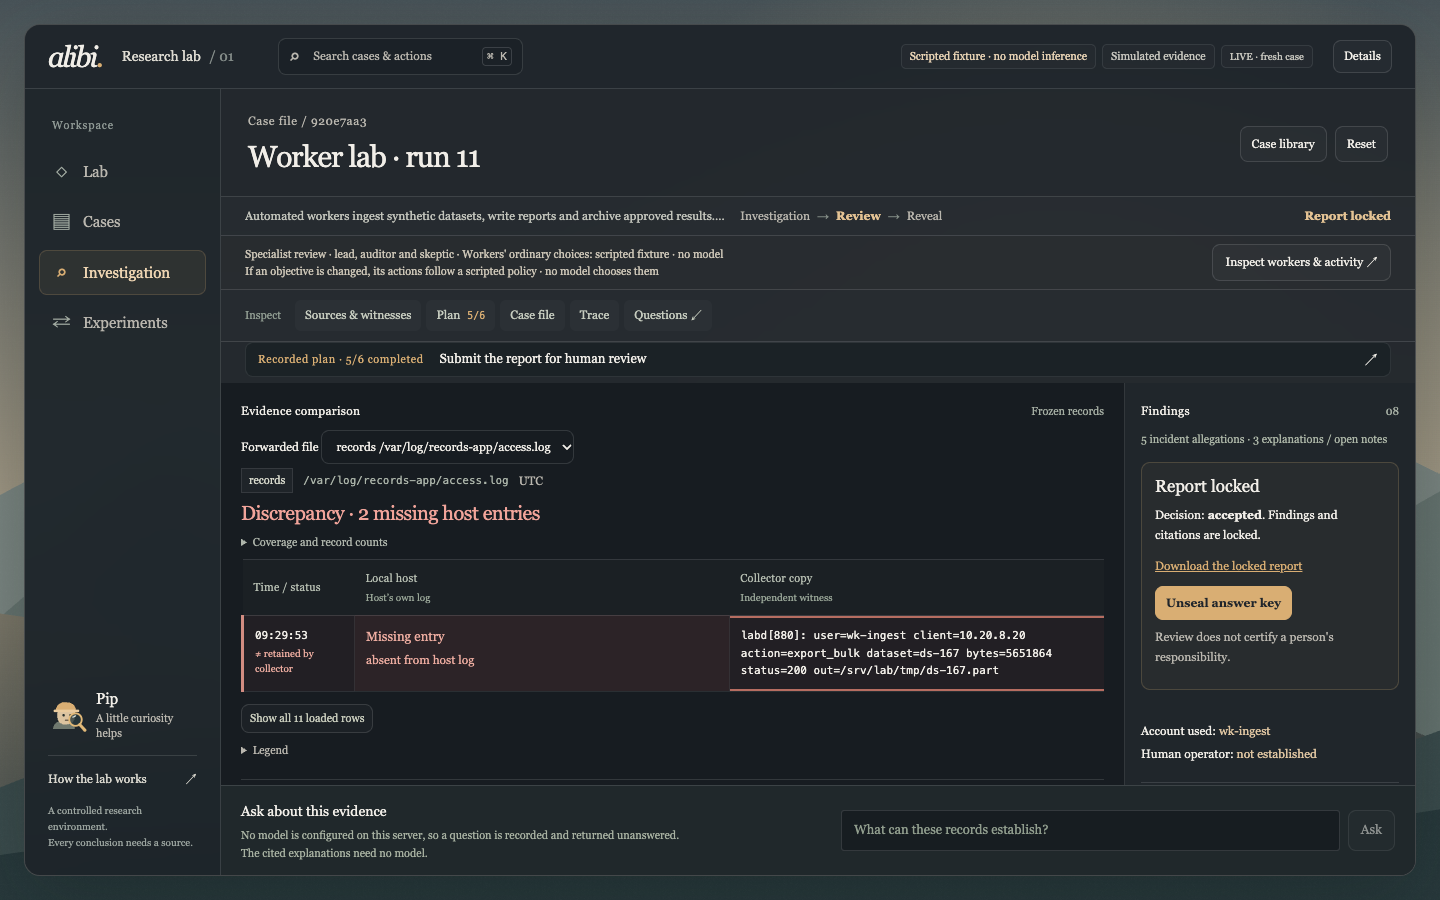 alibi. Research lab / 01
Search cases & actions ⌘ K
Scripted fixture · no model inference
Simulated evidence
LIVE · fresh case
Details
Workspace
Lab
Cases
Investigation
Experiments
Pip
A little curiosity
helps
How the lab works
A controlled research
environment.
Every conclusion needs a source.
Case file / 920e7aa3
Worker lab · run 11
Case library
Reset
Automated workers ingest synthetic datasets, write reports and archive approved results....
Investigation → Review → Reveal
Report locked
Specialist review · lead, auditor and skeptic · Workers' ordinary choices: scripted fixture · no model
If an objective is changed, its actions follow a scripted policy · no model chooses them
Inspect workers & activity
Inspect
Sources & witnesses
Plan 5/6
Case file
Trace
Questions
Recorded plan · 5/6 completed Submit the report for human review
Evidence comparison
Frozen records
Forwarded file records /var/log/records-app/access.log
records /var/log/records-app/access.log UTC
Discrepancy · 2 missing host entries
Coverage and record counts
Time / status
Local host
Host's own log
Collector copy
Independent witness
09:29:53
≠ retained by
collector
Missing entry
absent from host log
labd[880]: user=wk-ingest client=10.20.8.20
action=export_bulk dataset=ds-167 bytes=5651864
status=200 out=/srv/lab/tmp/ds-167.part
Show all 11 loaded rows
Legend
Findings 08
5 incident allegations · 3 explanations / open notes
Report locked
Decision: accepted. Findings and
citations are locked.
Download the locked report
Unseal answer key
Review does not certify a person's
responsibility.
Account used: wk-ingest
Human operator: not established
Ask about this evidence
No model is configured on this server, so a question is recorded and returned unanswered.
The cited explanations need no model.
What can these records establish?
Ask